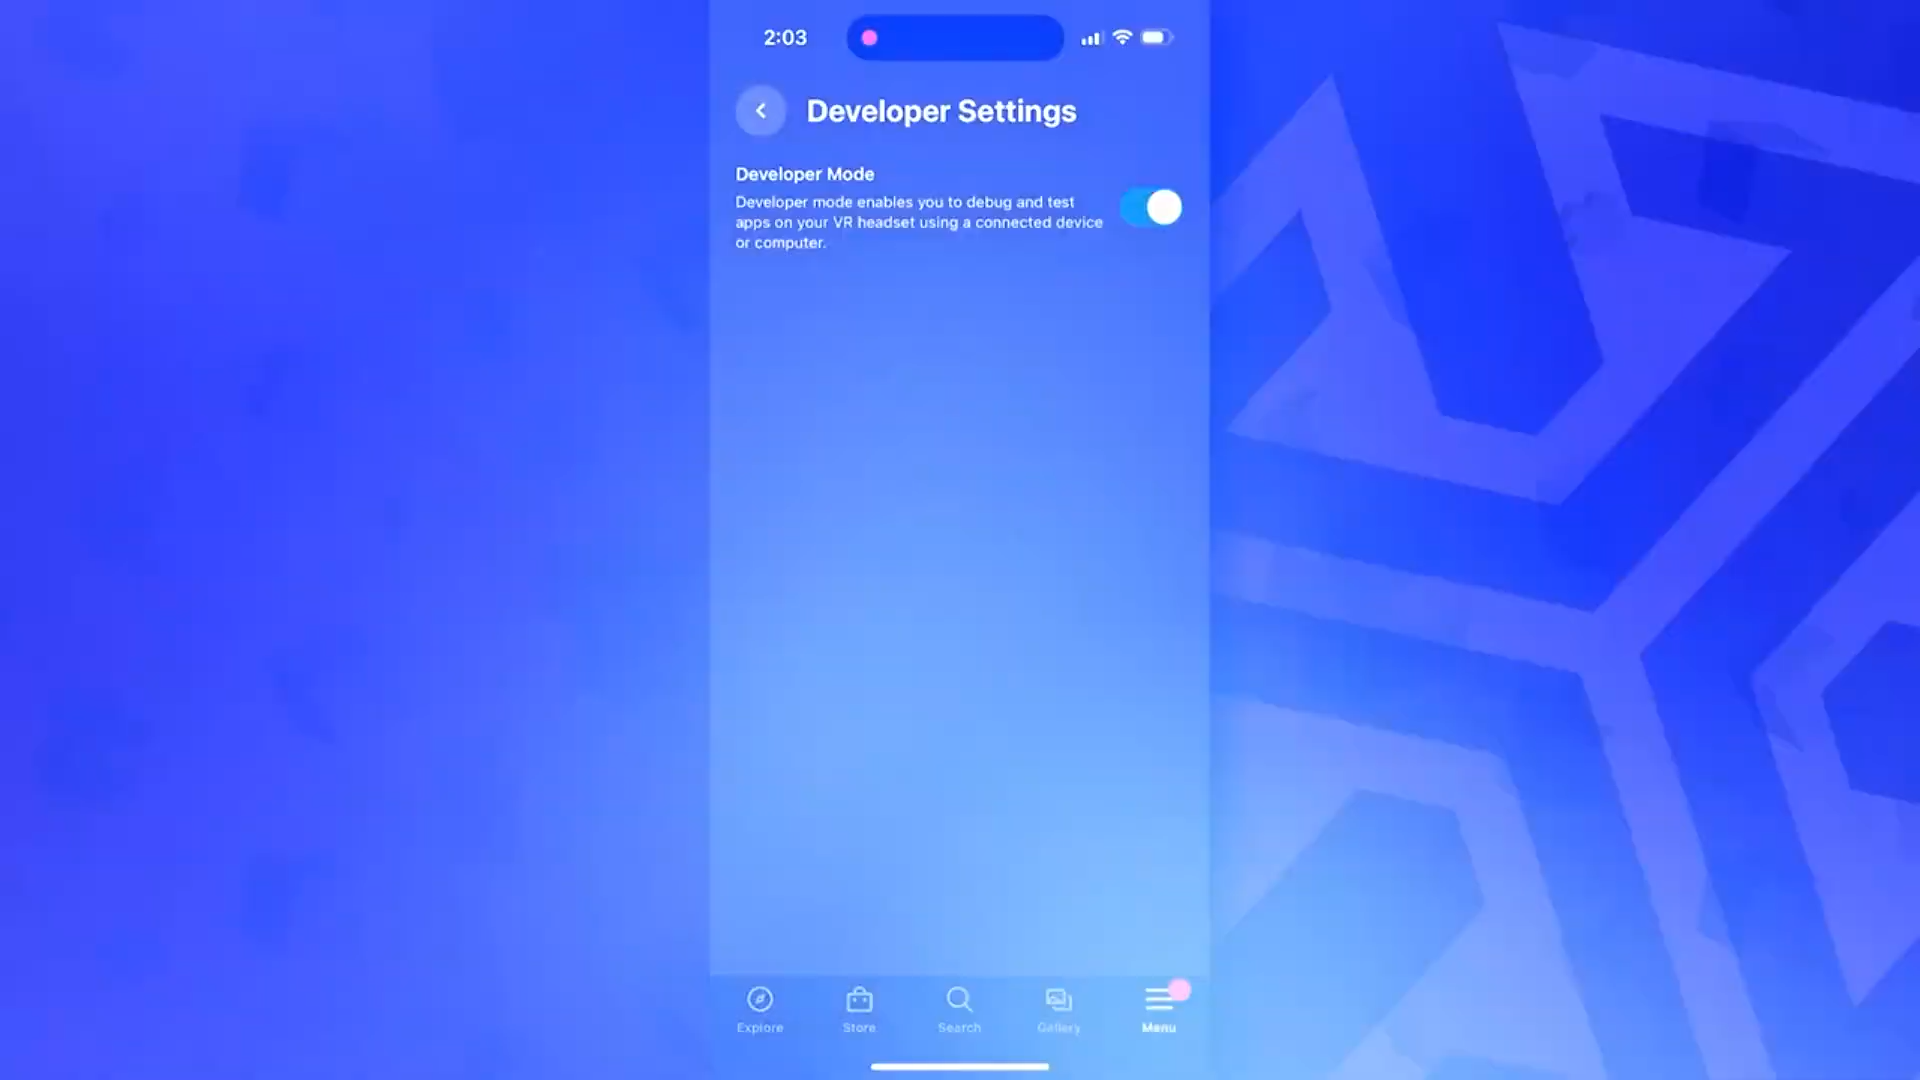 2:03
Developer Settings
Developer Mode
Developer mode enables you to debug and test
apps on your VR headset using a connected device
or computer.
Explore
Store
Search
Gallery
Menu